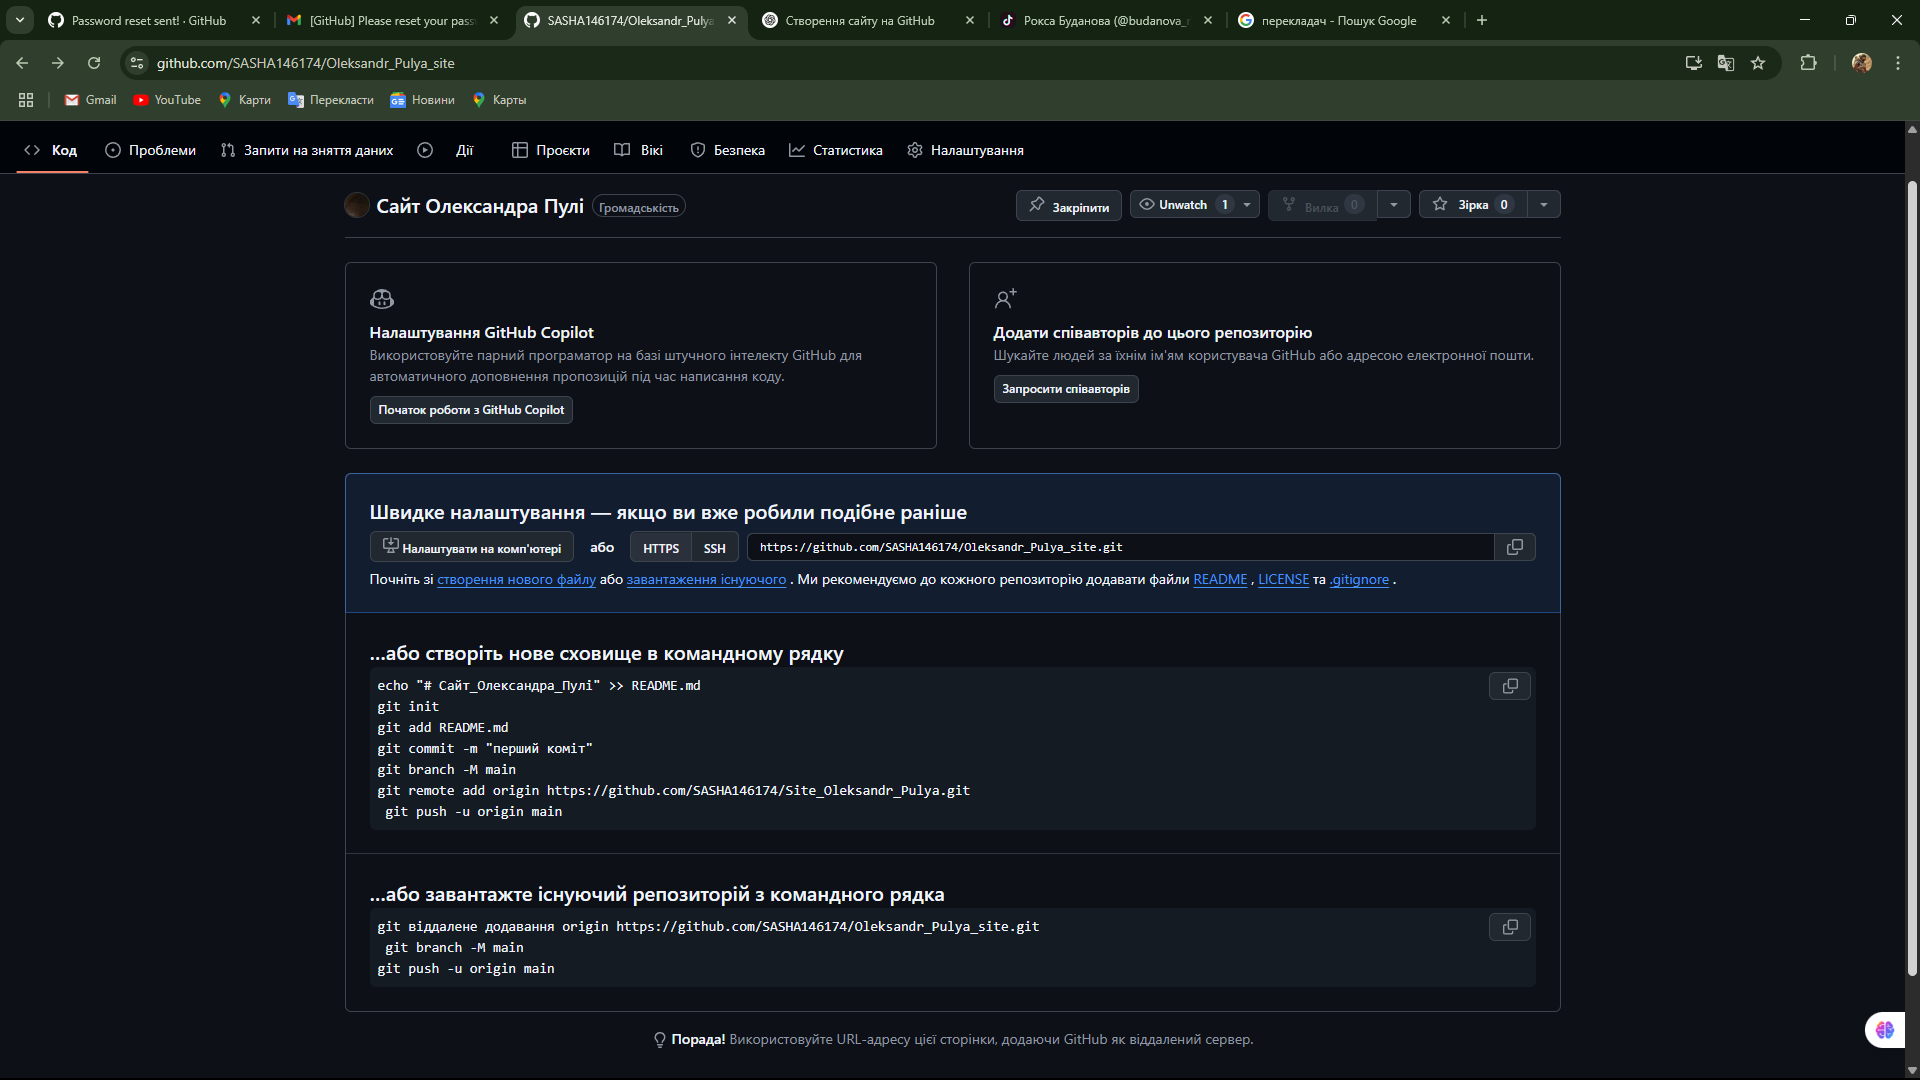 Password reset sent! · GitHub
[GitHub] Please reset your pass
SASHA146174/Oleksandr_Pulya
Створення сайту на GitHub
Рокса Буданова (@budanova_r
перекладач - Пошук Google
github.com/SASHA146174/Oleksandr_Pulya_site
Gmail
YouTube
Карти
Перекласти
Новини
Карты
Код
Проблеми
Запити на зняття даних
Дії
Проєкти
Вікі
Безпека
Статистика
Налаштування
Сайт Олександра Пулі
Громадськість
Закріпити
Unwatch 1
Вилка 0
Зірка 0
Налаштування GitHub Copilot
Використовуйте парний програматор на базі штучного інтелекту GitHub для
автоматичного доповнення пропозицій під час написання коду.
Початок роботи з GitHub Copilot
Додати співавторів до цього репозиторію
Шукайте людей за їхнім ім'ям користувача GitHub або адресою електронної пошти.
Запросити співавторів
Швидке налаштування — якщо ви вже робили подібне раніше
Налаштувати на комп'ютері
або
HTTPS
SSH
https://github.com/SASHA146174/Oleksandr_Pulya_site.git
Почніть зі створення нового файлу або завантаження існуючого . Ми рекомендуємо до кожного репозиторію додавати файли README , LICENSE та .gitignore .
...або створіть нове сховище в командному рядку
echo "# Сайт_Олександра_Пулі" >> README.md
git init
git add README.md
git commit -m "перший коміт"
git branch -M main
git remote add origin https://github.com/SASHA146174/Site_Oleksandr_Pulya.git
git push -u origin main
...або завантажте існуючий репозиторій з командного рядка
git віддалене додавання origin https://github.com/SASHA146174/Oleksandr_Pulya_site.git
git branch -M main
git push -u origin main
Порада! Використовуйте URL-адресу цієї сторінки, додаючи GitHub як віддалений сервер.